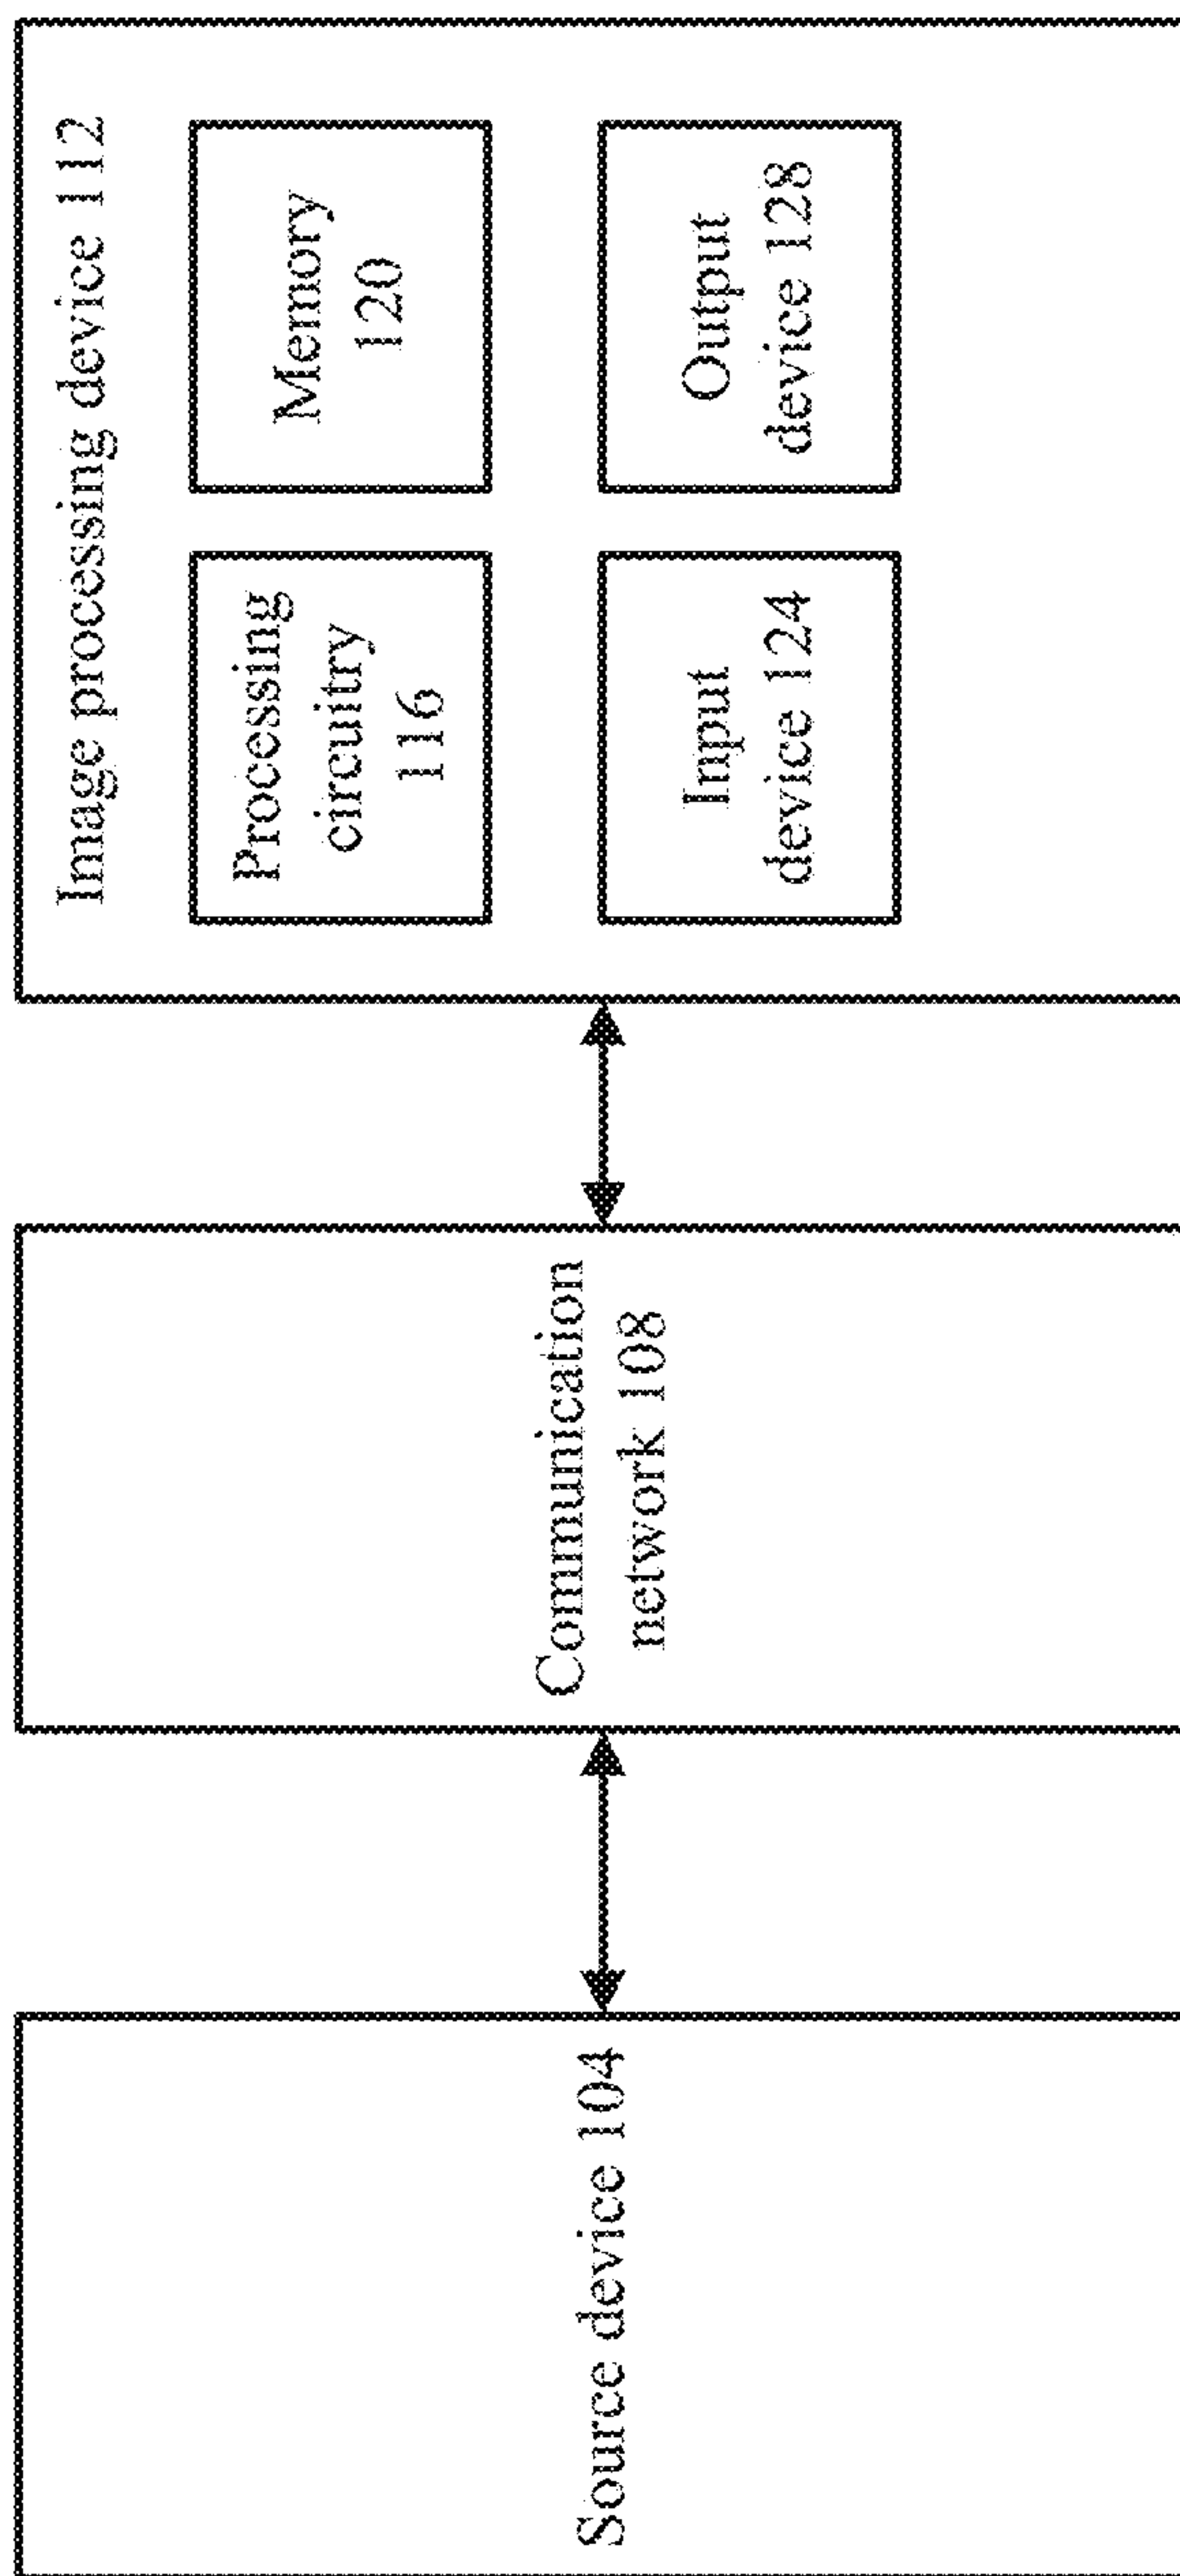 Source device 104
Communication
network 108
Image processing device 112
Processing
circuitry
116
Memory
120
Input
device 124
Output
device 128